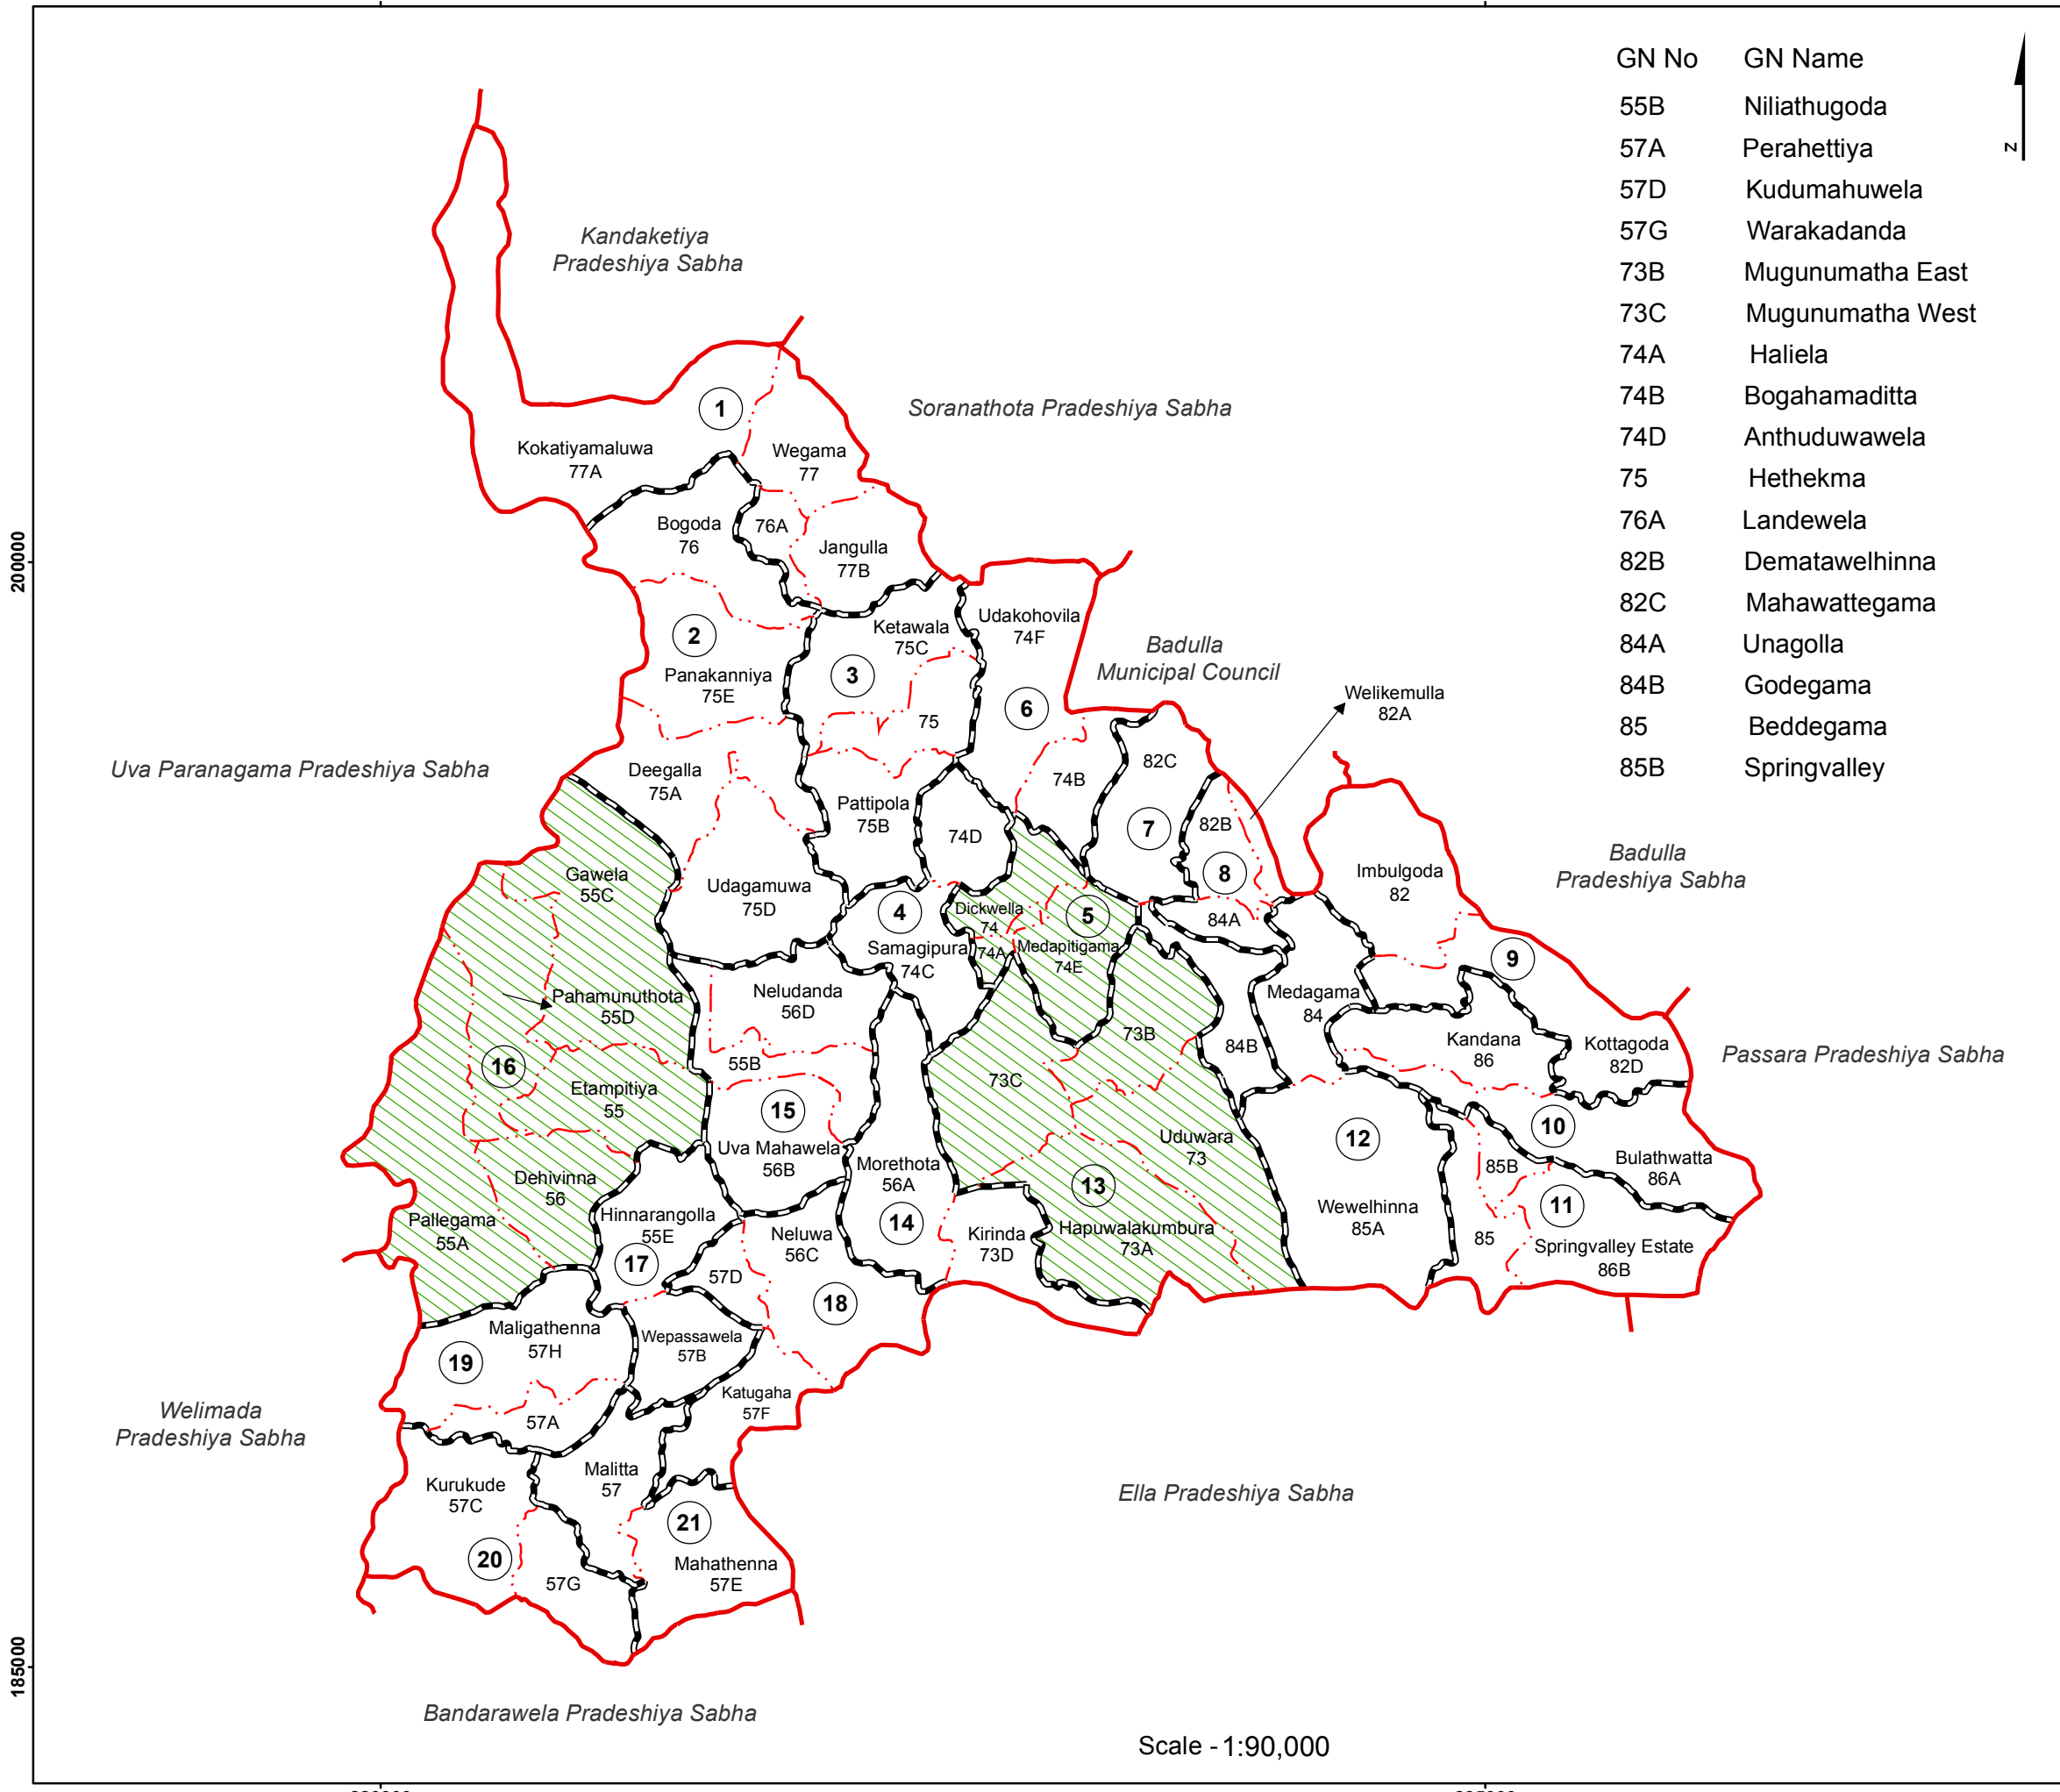 GN No GN Name
55B Niliathugoda
57A Perahettiya
57D Kudumahuwela
57G Warakadanda
73B Mugunumatha East
73C Mugunumatha West
74A Haliela
74B Bogahamaditta
74D Anthuduwawela
75 Hethekma
76A Landewela
82B Dematawelhinna
82C Mahawattegama
84A Unagolla
84B Godegama
85 Beddegama
85B Springvalley
N
Kandaketiya
Pradeshiya Sabha
Soranathota Pradeshiya Sabha
1
Kokatiyamaluwa
77A
Wegama
77
Bogoda
76
76A
Jangulla
77B
200000
2
Panakanniya
75E
Ketawala
75C
3
75
Udakohovila
74F
6
Badulla
Municipal Council
Welikemulla
82A
Uva Paranagama Pradeshiya Sabha
Deegalla
75A
Pattipola
75B
74D
74B
82C
7
82B
8
Imbulgoda
82
Badulla
Pradeshiya Sabha
Gawela
55C
Udagamuwa
75D
4
Samagipura
74C
Dickwella
74
74A
5
Medapitigama
74E
84A
9
Pahamunuthota
55D
Neludanda
56D
Medagama
84
73B
84B
Kandana
86
Kottagoda
82D
Passara Pradeshiya Sabha
16
Etampitiya
55
55B
15
Uva Mahawela
56B
73C
12
10
Uduwara
73
Morethota
56A
85B
Bulathwatta
86A
Dehivinna
56
Pallegama
55A
Hinnarangolla
55E
17
57D
Neluwa
56C
14
Kirinda
73D
13
Hapuwalakumbura
73A
Wewelhinna
85A
85
11
Springvalley Estate
86B
18
Maligathenna
57H
19
Wepassawela
57B
Katugaha
57F
57A
Welimada
Pradeshiya Sabha
Kurukude
57C
Malitta
57
21
Mahathenna
57E
20
57G
Ella Pradeshiya Sabha
185000
Bandarawela Pradeshiya Sabha
Scale - 1:90,000